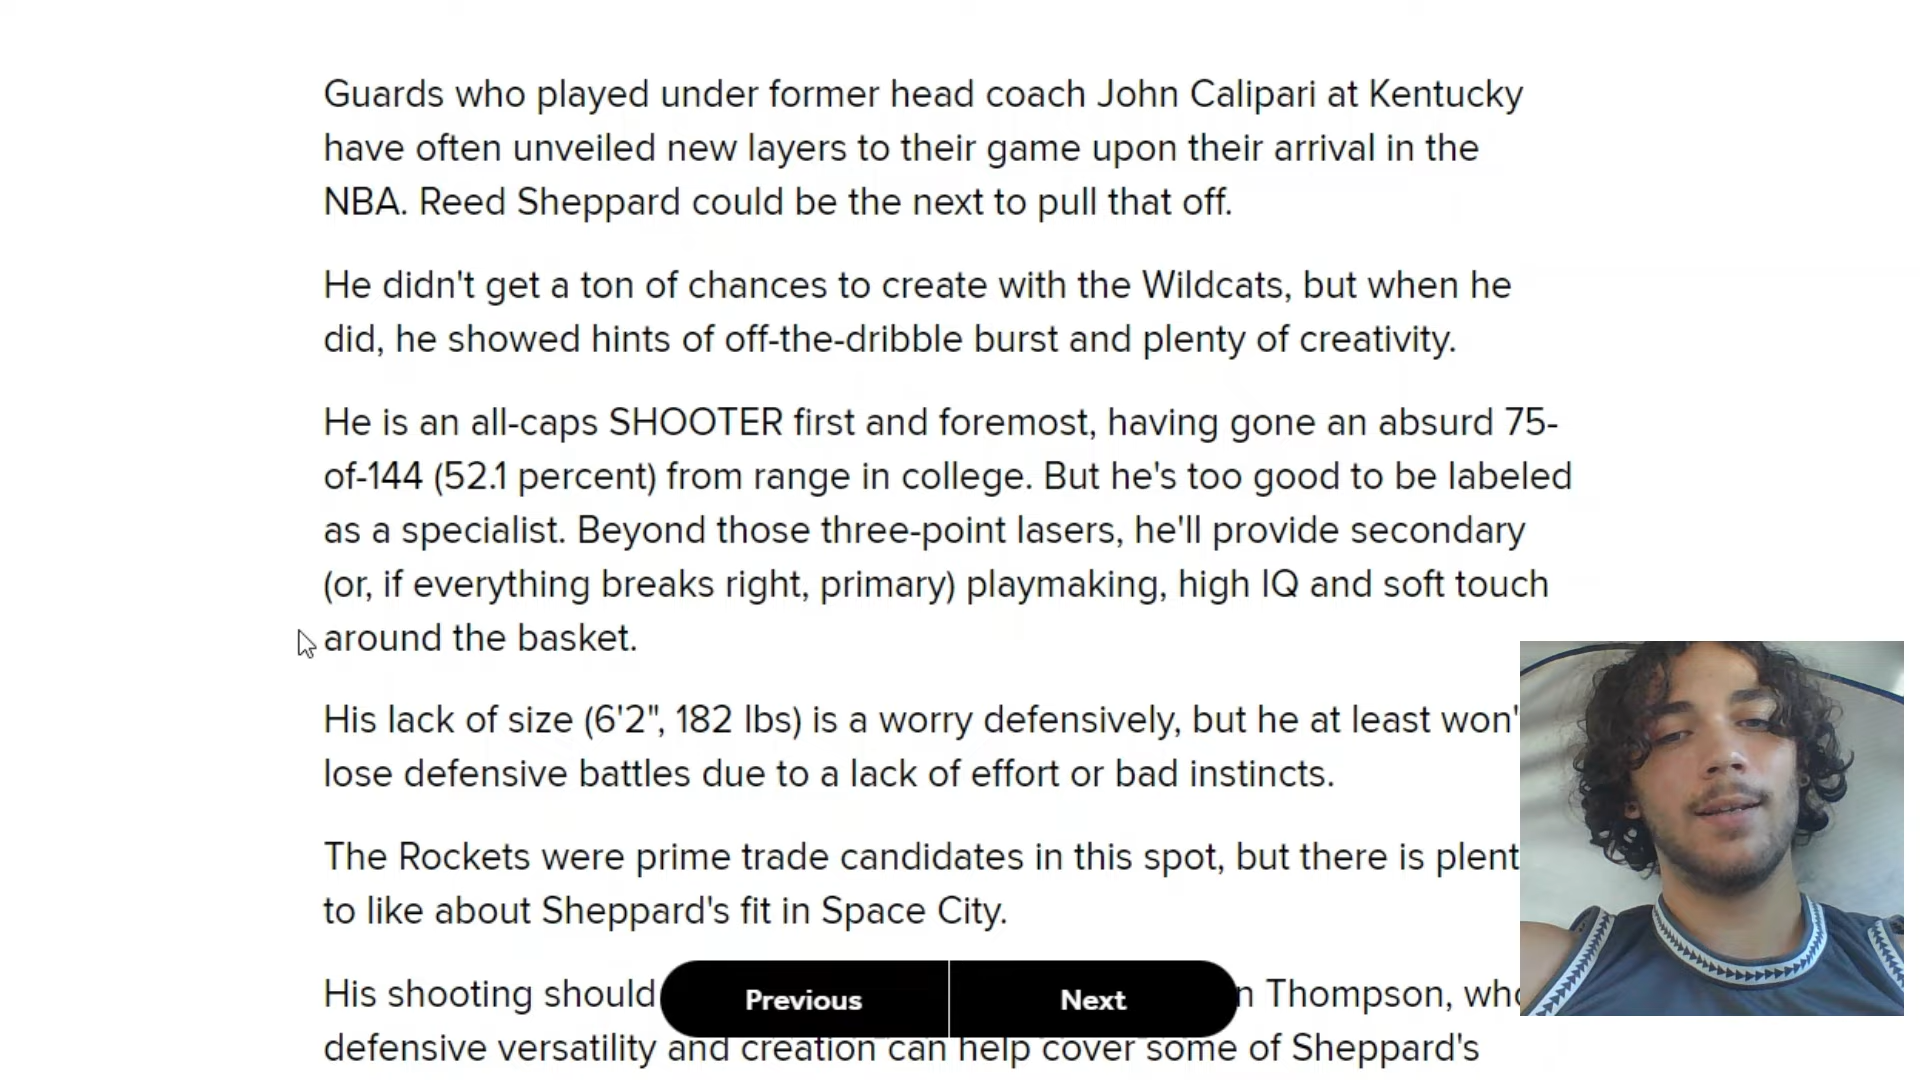 Guards who played under former head coach John Calipari at Kentucky
have often unveiled new layers to their game upon their arrival in the
NBA. Reed Sheppard could be the next to pull that off.
He didn't get a ton of chances to create with the Wildcats, but when he
did, he showed hints of off-the-dribble burst and plenty of creativity.
He is an all-caps SHOOTER first and foremost, having gone an absurd 75-
of-144 (52.1 percent) from range in college. But he's too good to be labeled
as a specialist. Beyond those three-point lasers, he'll provide secondary
(or, if everything breaks right, primary) playmaking, high IQ and soft touch
around the basket.
His lack of size (6'2", 182 lbs) is a worry defensively, but he at least won'
lose defensive battles due to a lack of effort or bad instincts.
The Rockets were prime trade candidates in this spot, but there is plent
to like about Sheppard's fit in Space City.
His shooting should n Thompson, who
Previous Next
defensive versatility and creation can help cover some of Sheppard's